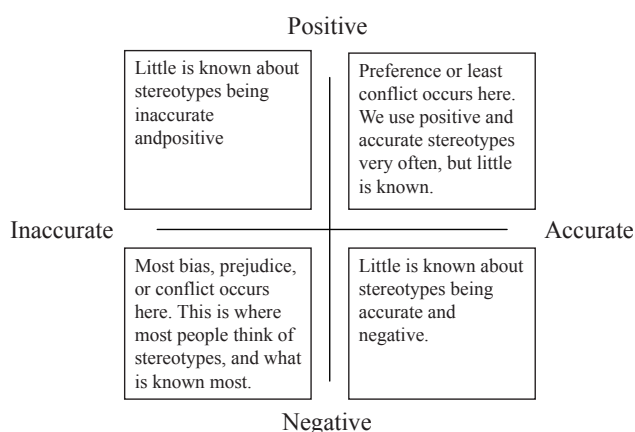 Positive
Little is known about
stereotypes being
inaccurate
andpositive
Preference or least
conflict occurs here.
We use positive and
accurate stereotypes
very often, but little
is known.
Inaccurate
Accurate
Most bias, prejudice,
or conflict occurs
here. This is where
most people think of
stereotypes, and what
is known most.
Little is known about
stereotypes being
accurate and
negative.
Negative